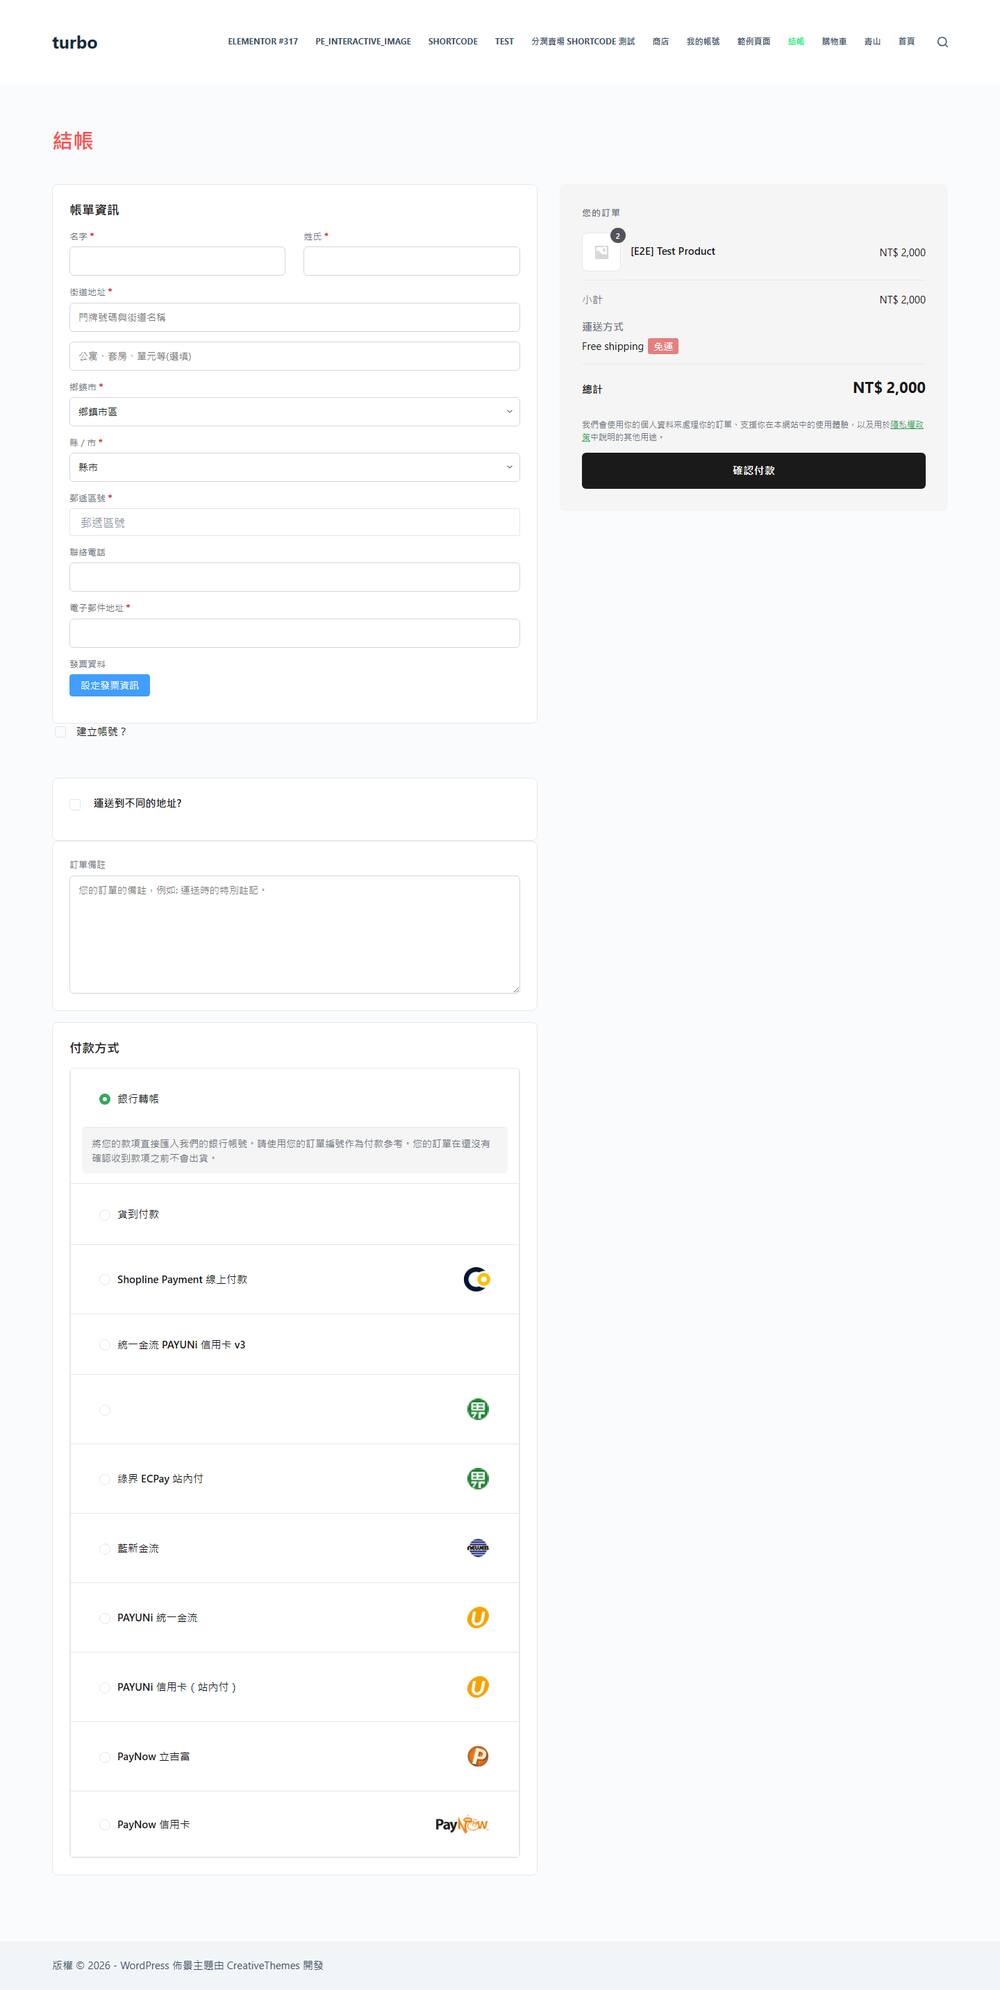 turbo
ELEMENTOR #317
PE_INTERACTIVE_IMAGE
SHORTCODE
TEST
分潤賣場 SHORTCODE 測試
商店
我的帳號
範例頁面
結帳
購物車
壽山
首頁
結帳
帳單資訊
名字 *
姓氏 *
街道地址 *
門牌號碼與街道名稱
公寓、套房、單元等(選填)
鄉鎮市 *
鄉鎮市區
縣 / 市 *
縣市
郵遞區號 *
郵遞區號
聯絡電話
電子郵件地址 *
發票資料
設定發票資訊
建立帳號？
運送到不同的地址?
訂單備註
您的訂單的備註，例如: 運送時的特別註記。
付款方式
銀行轉帳
將您的款項直接匯入我們的銀行帳號。請使用您的訂單編號作為付款參考。您的訂單在還沒有
確認收到款項之前不會出貨。
貨到付款
Shopline Payment 線上付款
統一金流 PAYUNi 信用卡 v3
綠界 ECPay 站內付
藍新金流
PAYUNi 統一金流
PAYUNi 信用卡 ( 站內付 )
PayNow 立吉富
PayNow 信用卡
PayNow
您的訂單
2
[E2E] Test Product
NT$ 2,000
小計
NT$ 2,000
運送方式
Free shipping 免運
總計
NT$ 2,000
我們會使用你的個人資料來處理你的訂單、支援你在本網站中的使用體驗，以及用於隱私權政
策中說明的其他用途。
確認付款
版權 © 2026 - WordPress 佈景主題由 CreativeThemes 開發